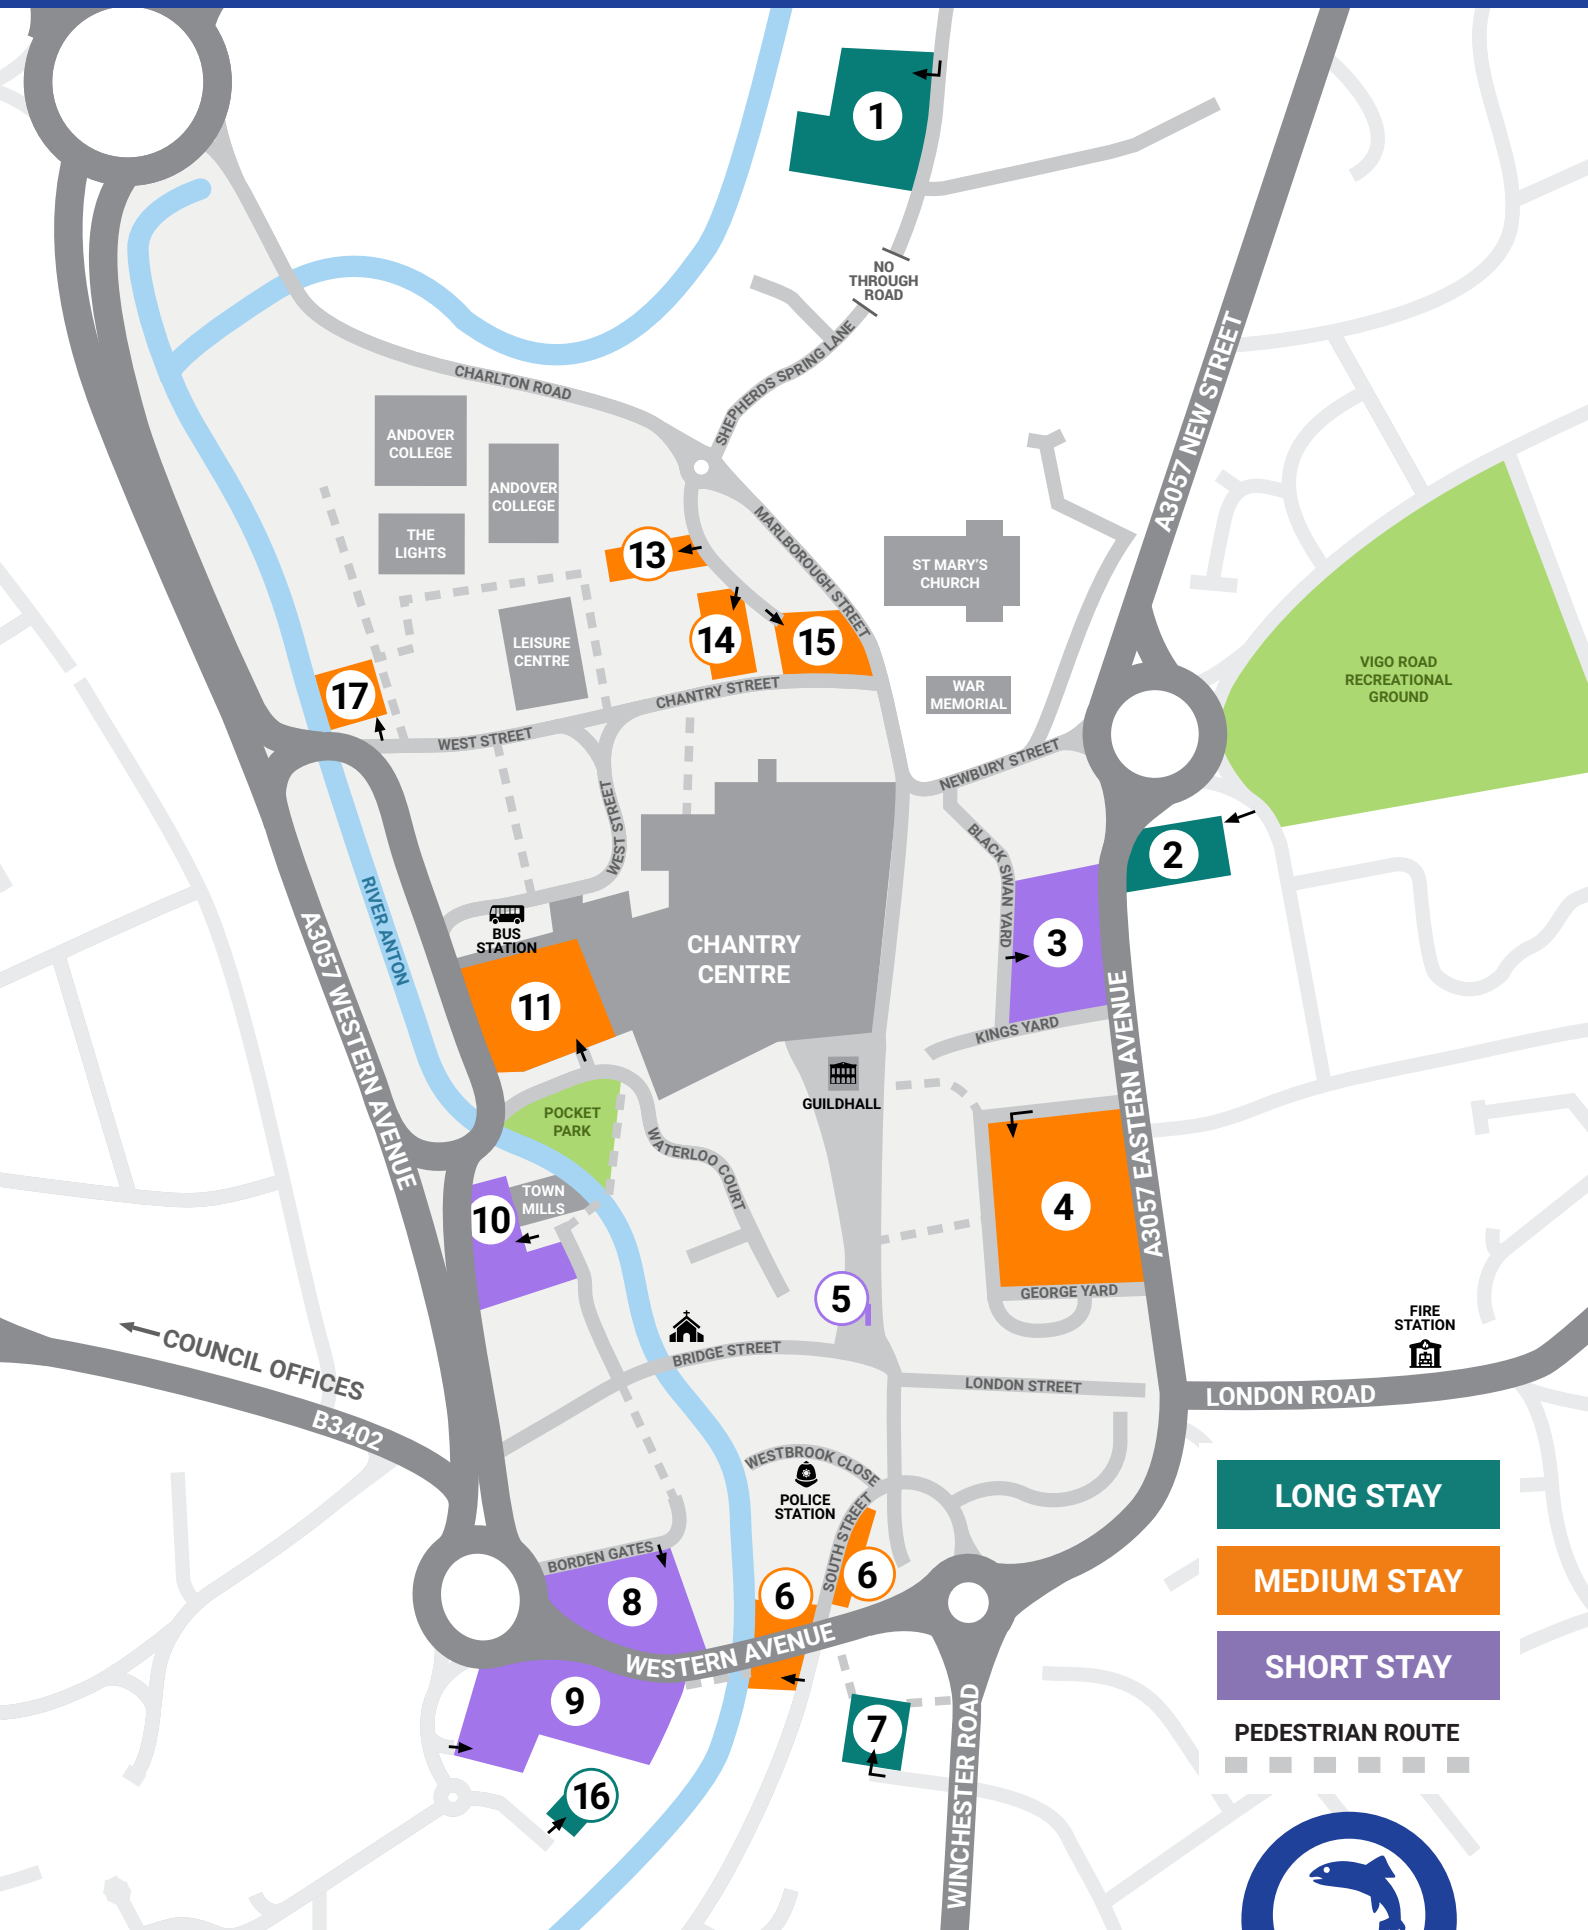 1
NO
THROUGH
ROAD
SHEPHERDS SPRING LANE
CHARLTON ROAD
A3057 NEW STREET
ANDOVER
COLLEGE
ANDOVER
COLLEGE
THE
LIGHTS
MARLBOROUGH STREET
13
14
15
ST MARY'S
CHURCH
LEISURE
CENTRE
17
CHANTRY STREET
WEST STREET
WAR
MEMORIAL
VIGO ROAD
RECREATIONAL
GROUND
NEWBURY STREET
WEST STREET
BLACK SWAN YARD
2
3
RIVER ANTON
A3057 WESTERN AVENUE
BUS
STATION
CHANTRY
CENTRE
11
KINGS YARD
A3057 EASTERN AVENUE
GUILDHALL
POCKET
PARK
WATERLOO COURT
TOWN
MILLS
10
4
GEORGE YARD
5
COUNCIL OFFICES
B3402
BRIDGE STREET
LONDON STREET
FIRE
STATION
LONDON ROAD
WESTBROOK CLOSE
POLICE
STATION
SOUTH STREET
BORDEN GATES
8
6
6
WESTERN AVENUE
9
7
16
WINCHESTER ROAD
LONG STAY
MEDIUM STAY
SHORT STAY
PEDESTRIAN ROUTE